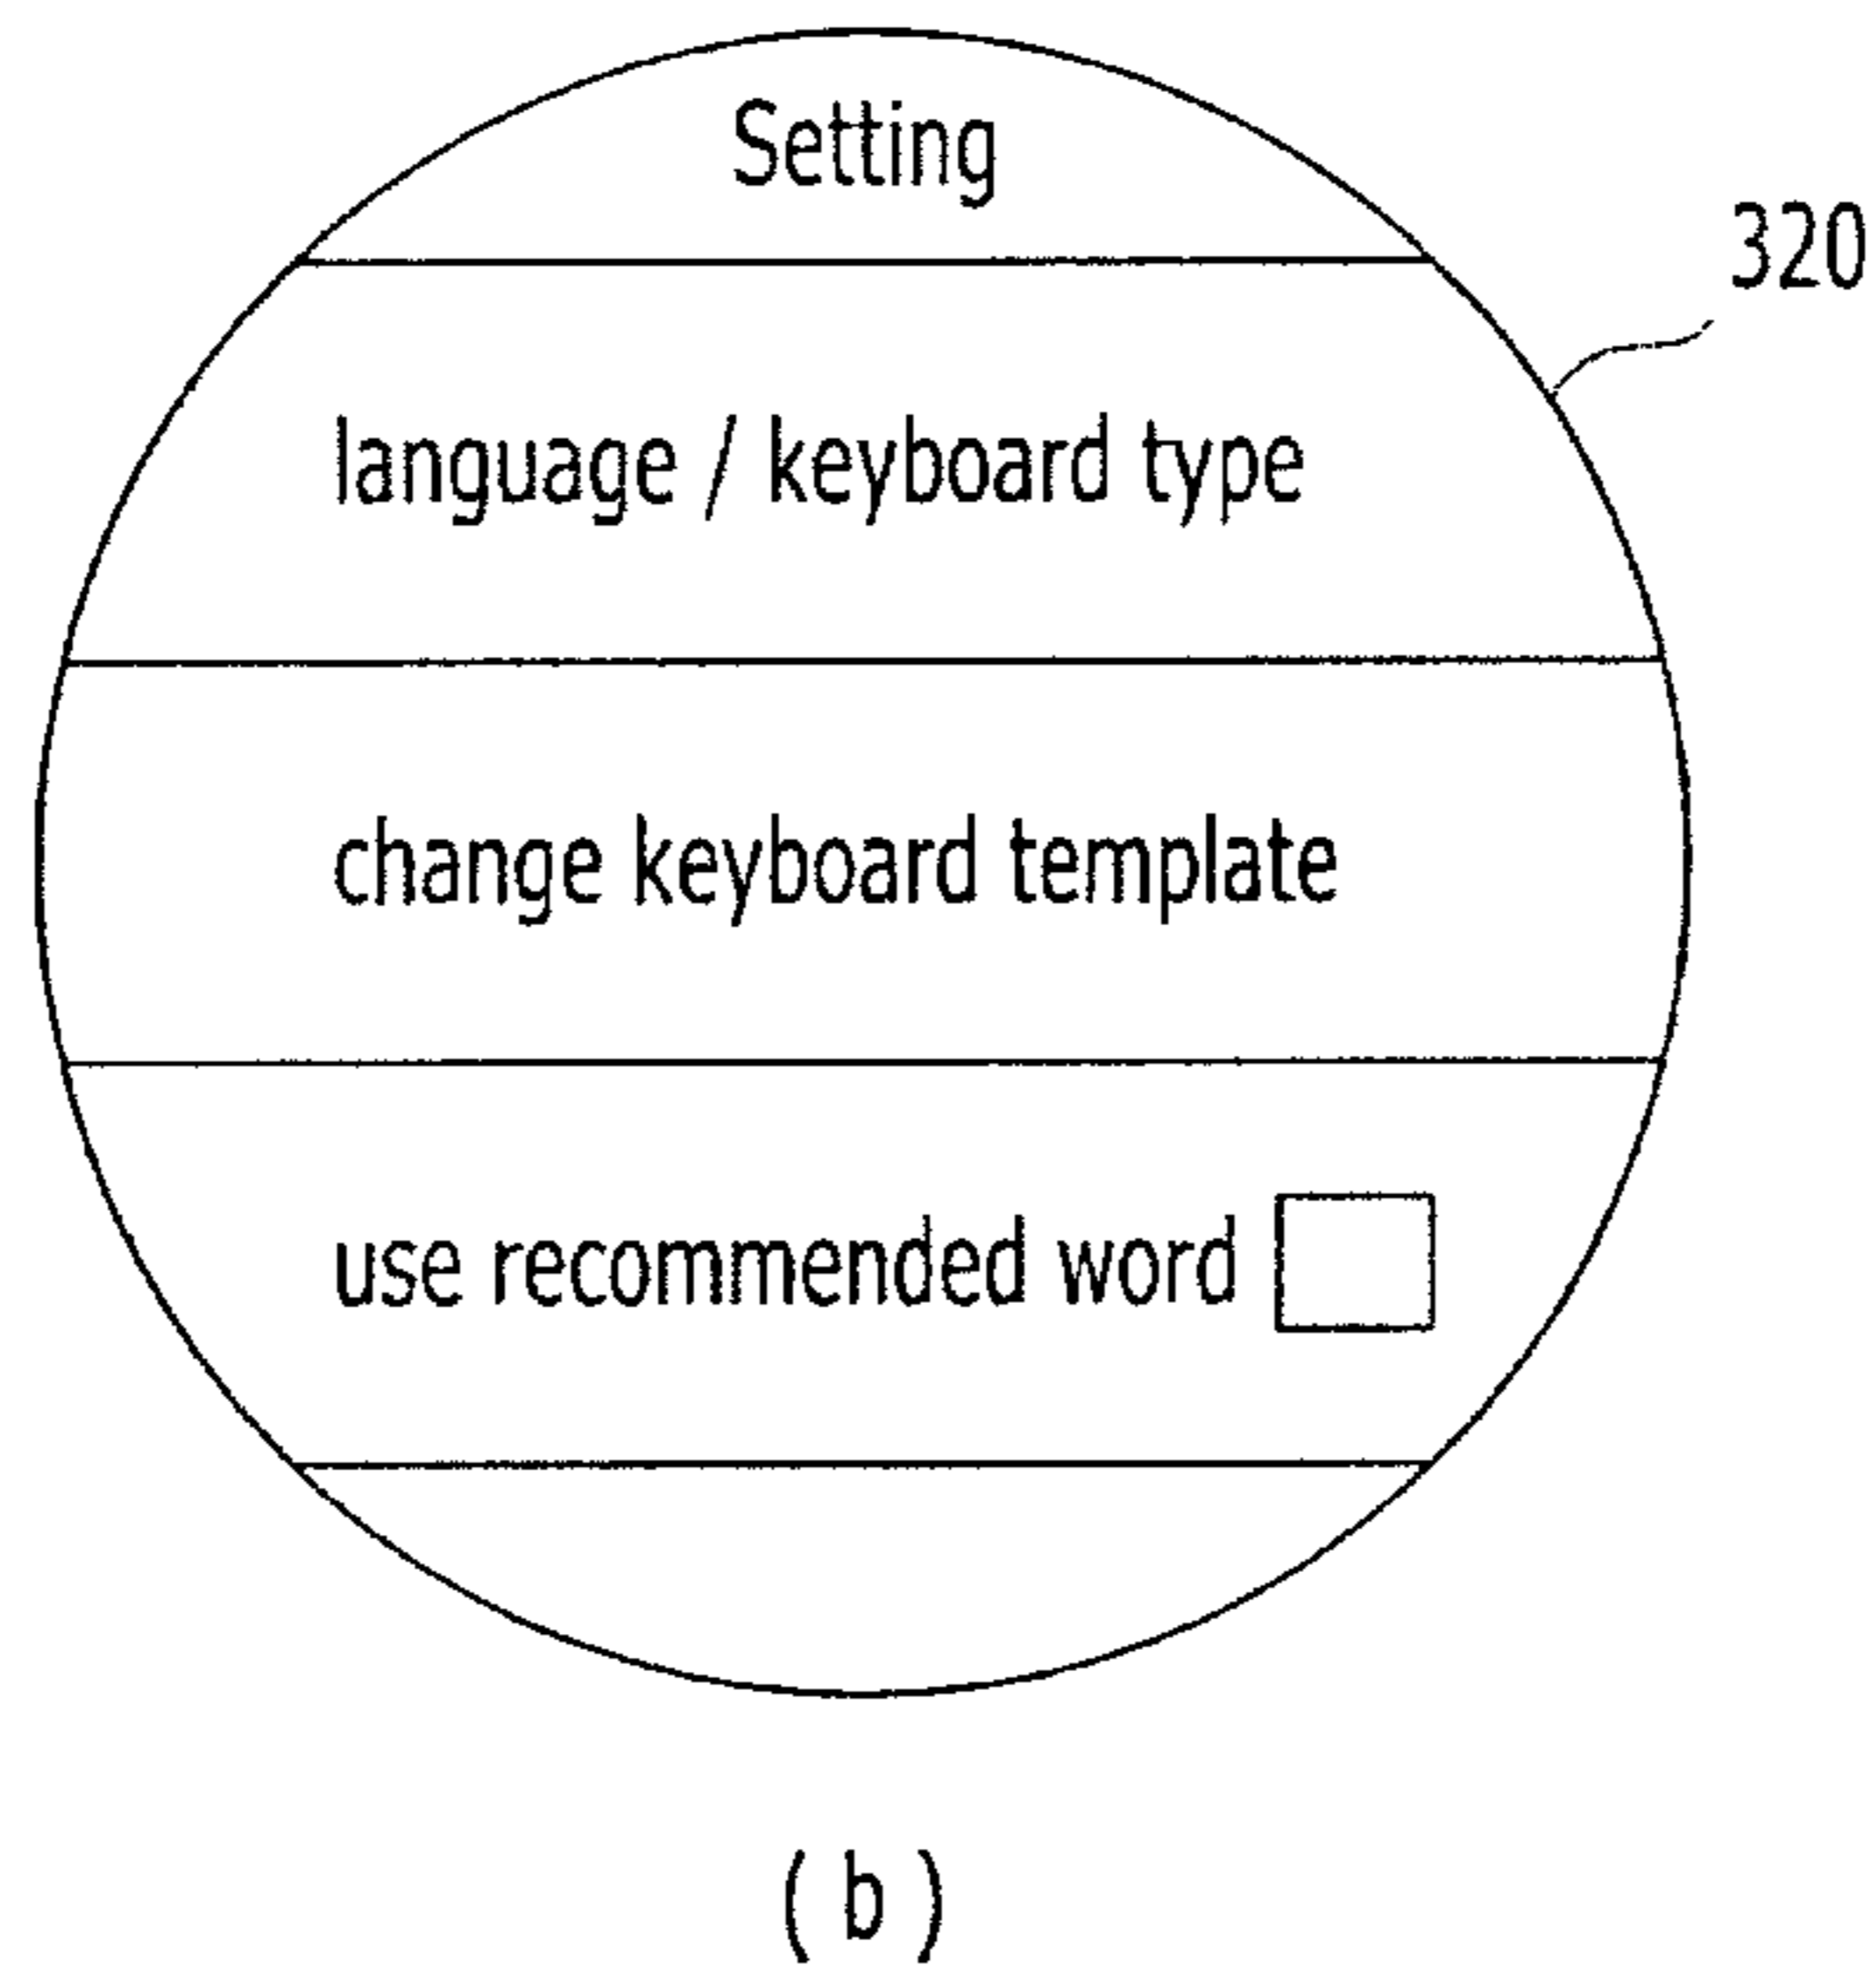 Setting
320
language / keyboard type
change keyboard template
use recommended word
( b )